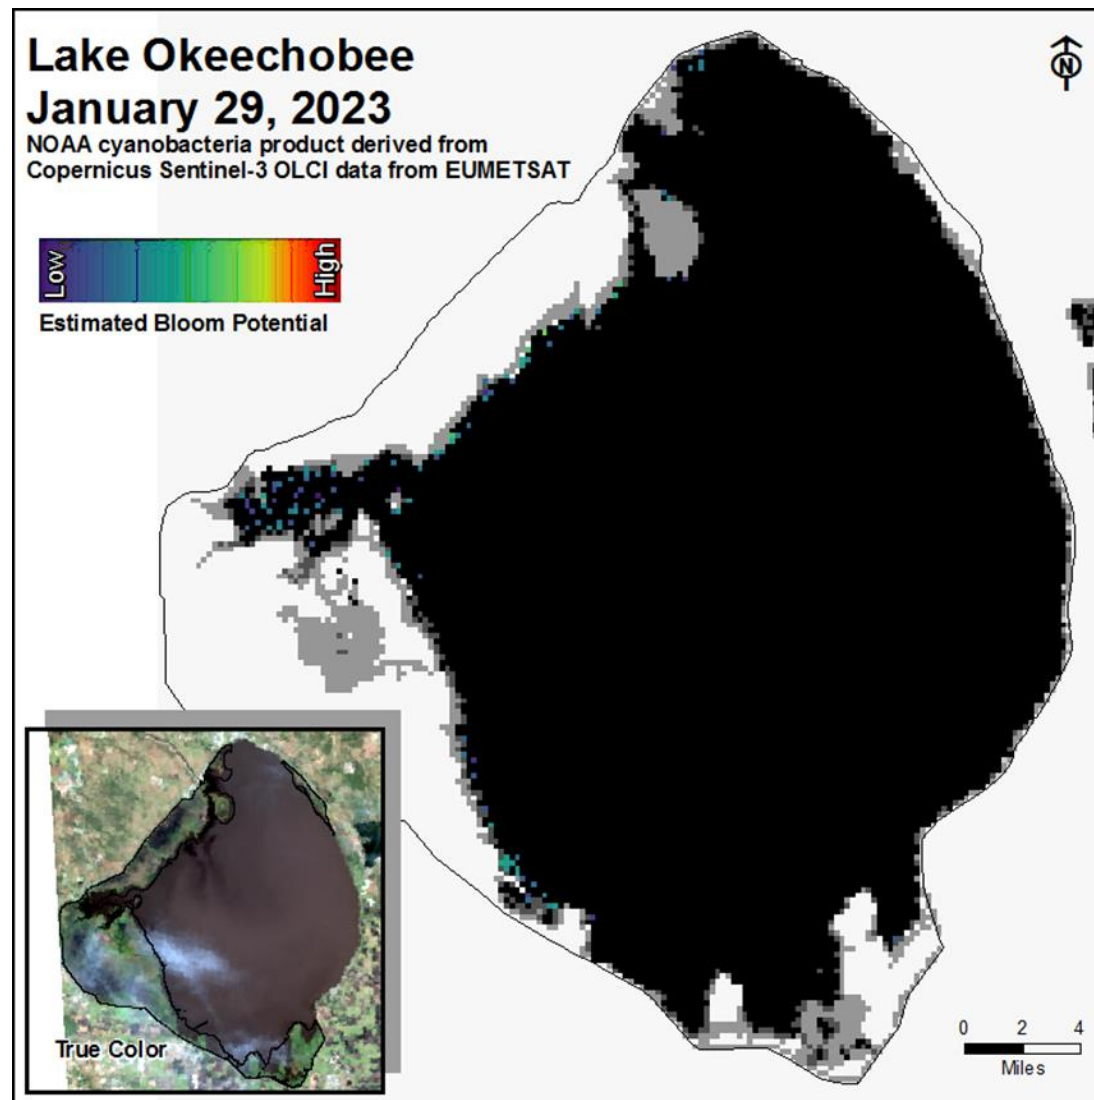 Lake Okeechobee
January 29, 2023
NOAA cyanobacteria product derived from
Copernicus Sentinel-3 OLCI data from EUMETSAT
N
Low
High
Estimated Bloom Potential
True Color
0 2 4
Miles